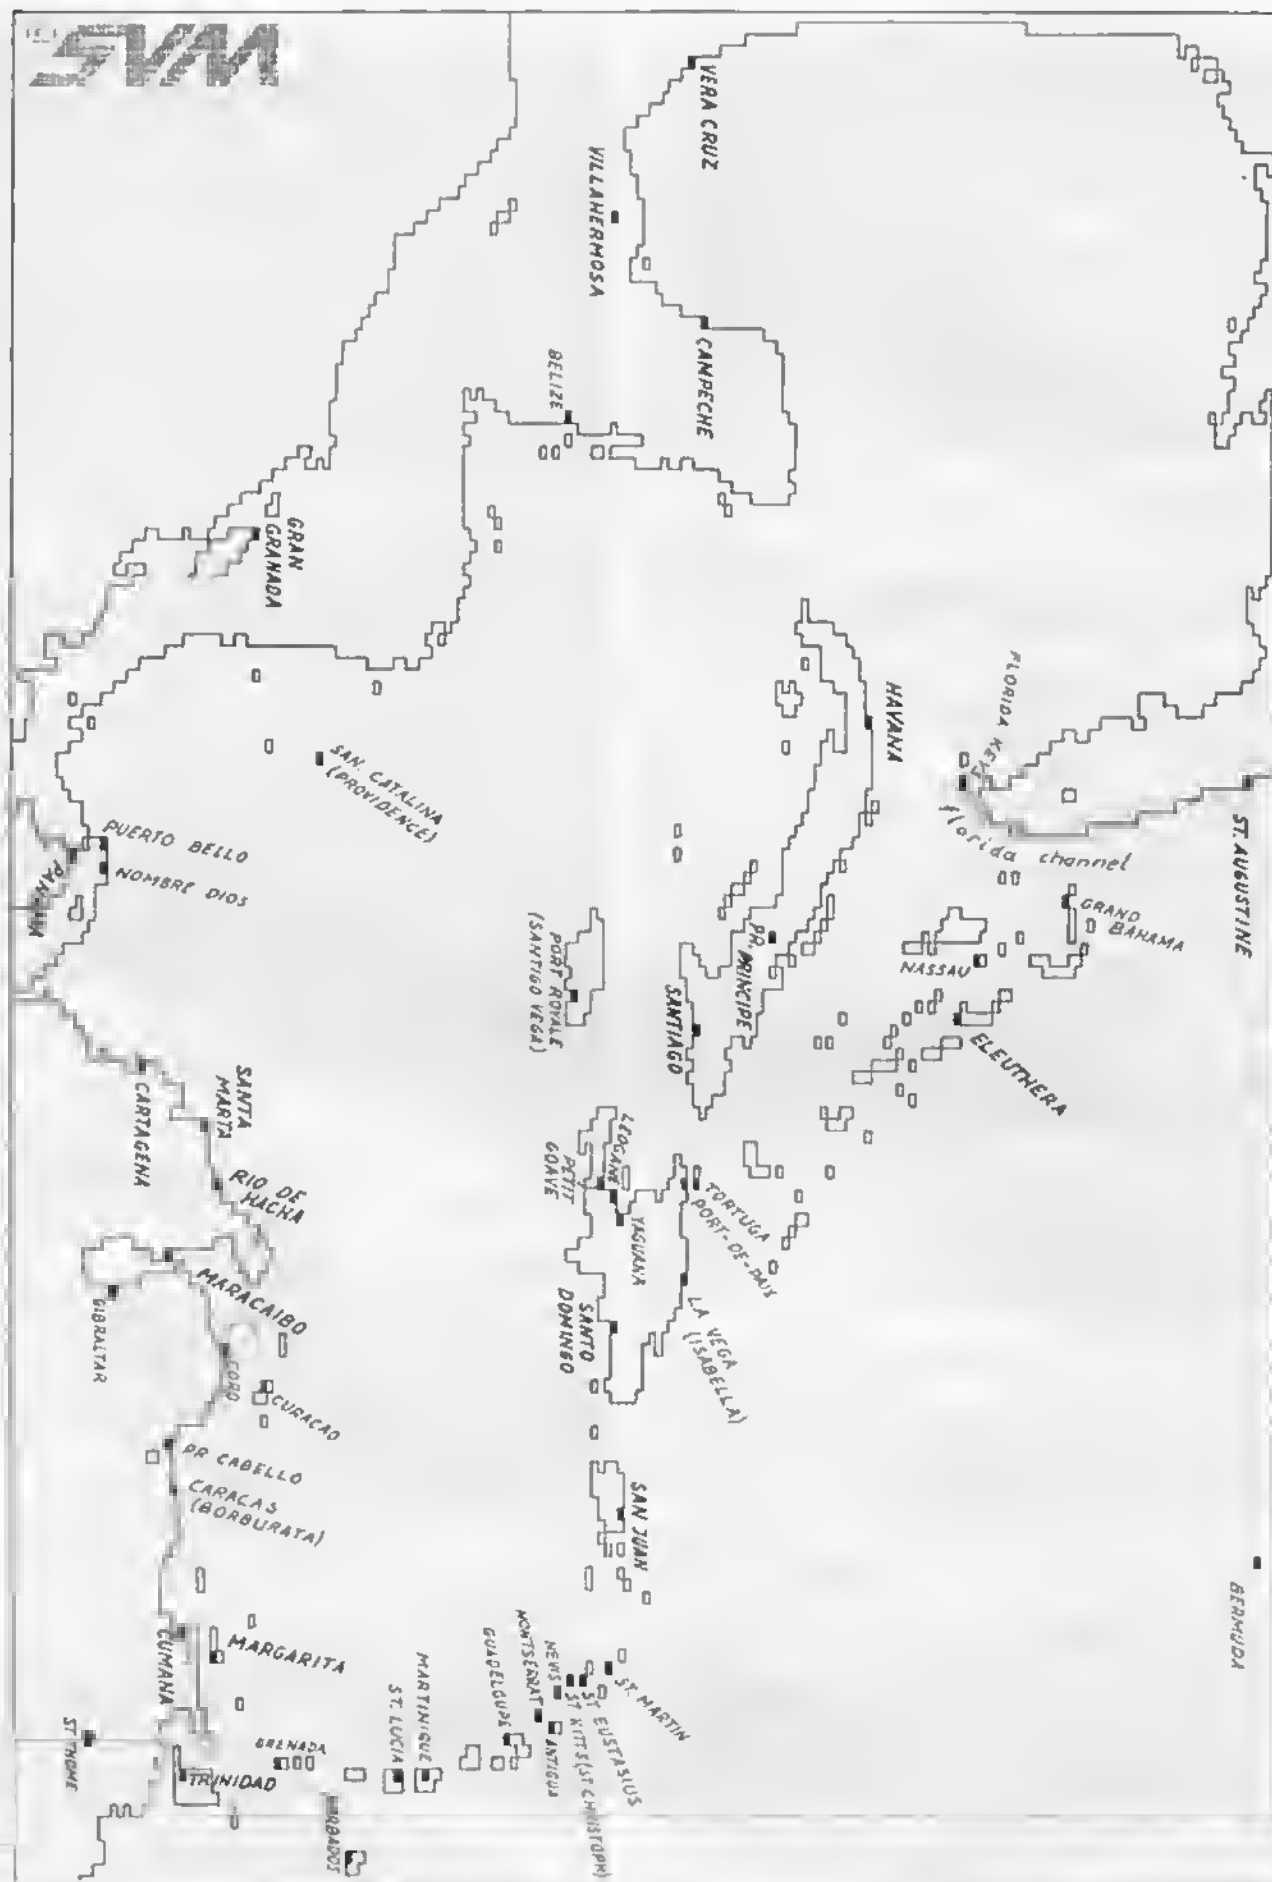 SVM
VERA CRUZ
VILLAHERMOSA
CAMPECHE
BELIZE
GRAN
GRANADA
HAVANA
FLORIDA KEYS
florida channel
ST. AUGUSTINE
GRAND
BAHAMA
NASSAU
ELEUTHERA
SAN. CATALINA
(PROVIDENCE)
PUERTO BELLO
NOMBRE DIOS
PANAMA
PORT ROYALE
(SANTIGO VEGA)
PR. PRINCIPE
SANTIAGO
CARTAGENA
SANTA
MARTA
RIO DE
HACHA
MARACAIBO
GIBRALTAR
CORO
CURACAO
PR CABELLO
CARACAS
(BORBURATA)
LEOGANE
PETIT
GOAVE
YAGUANA
TORTUGA
PORT-DE-PAIX
LA VEGA
(ISABELLA)
SANTO
DOMINGO
SAN JUAN
BERMUDA
CUMANA
MARGARITA
ST. THOME
TRINIDAD
GRENADA
BARBADOS
ST. LUCIA
MARTINIQUE
GUADELOUPE
MONTSERRAT
NEVIS
ANTIGUA
ST KITTS (ST CHRISTOPH)
ST EUSTASIUS
ST. MARTIN